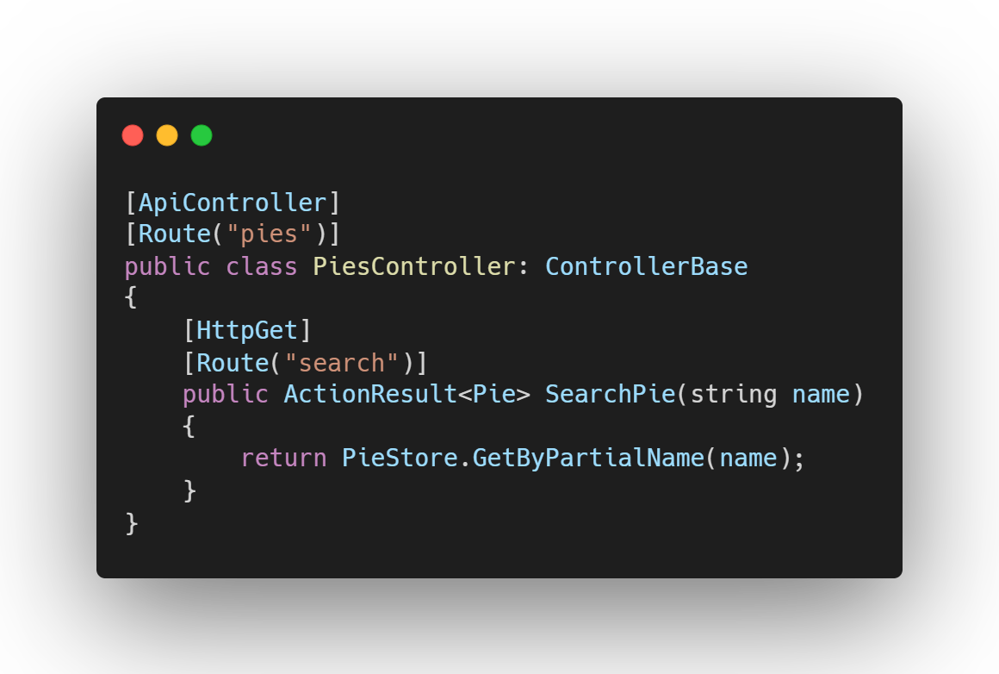 [ApiController]
[Route("pies")]
public class PiesController: ControllerBase
{
    [HttpGet]
    [Route("search")]
    public ActionResult<Pie> SearchPie(string name)
    {
        return PieStore.GetByPartialName(name);
    }
}